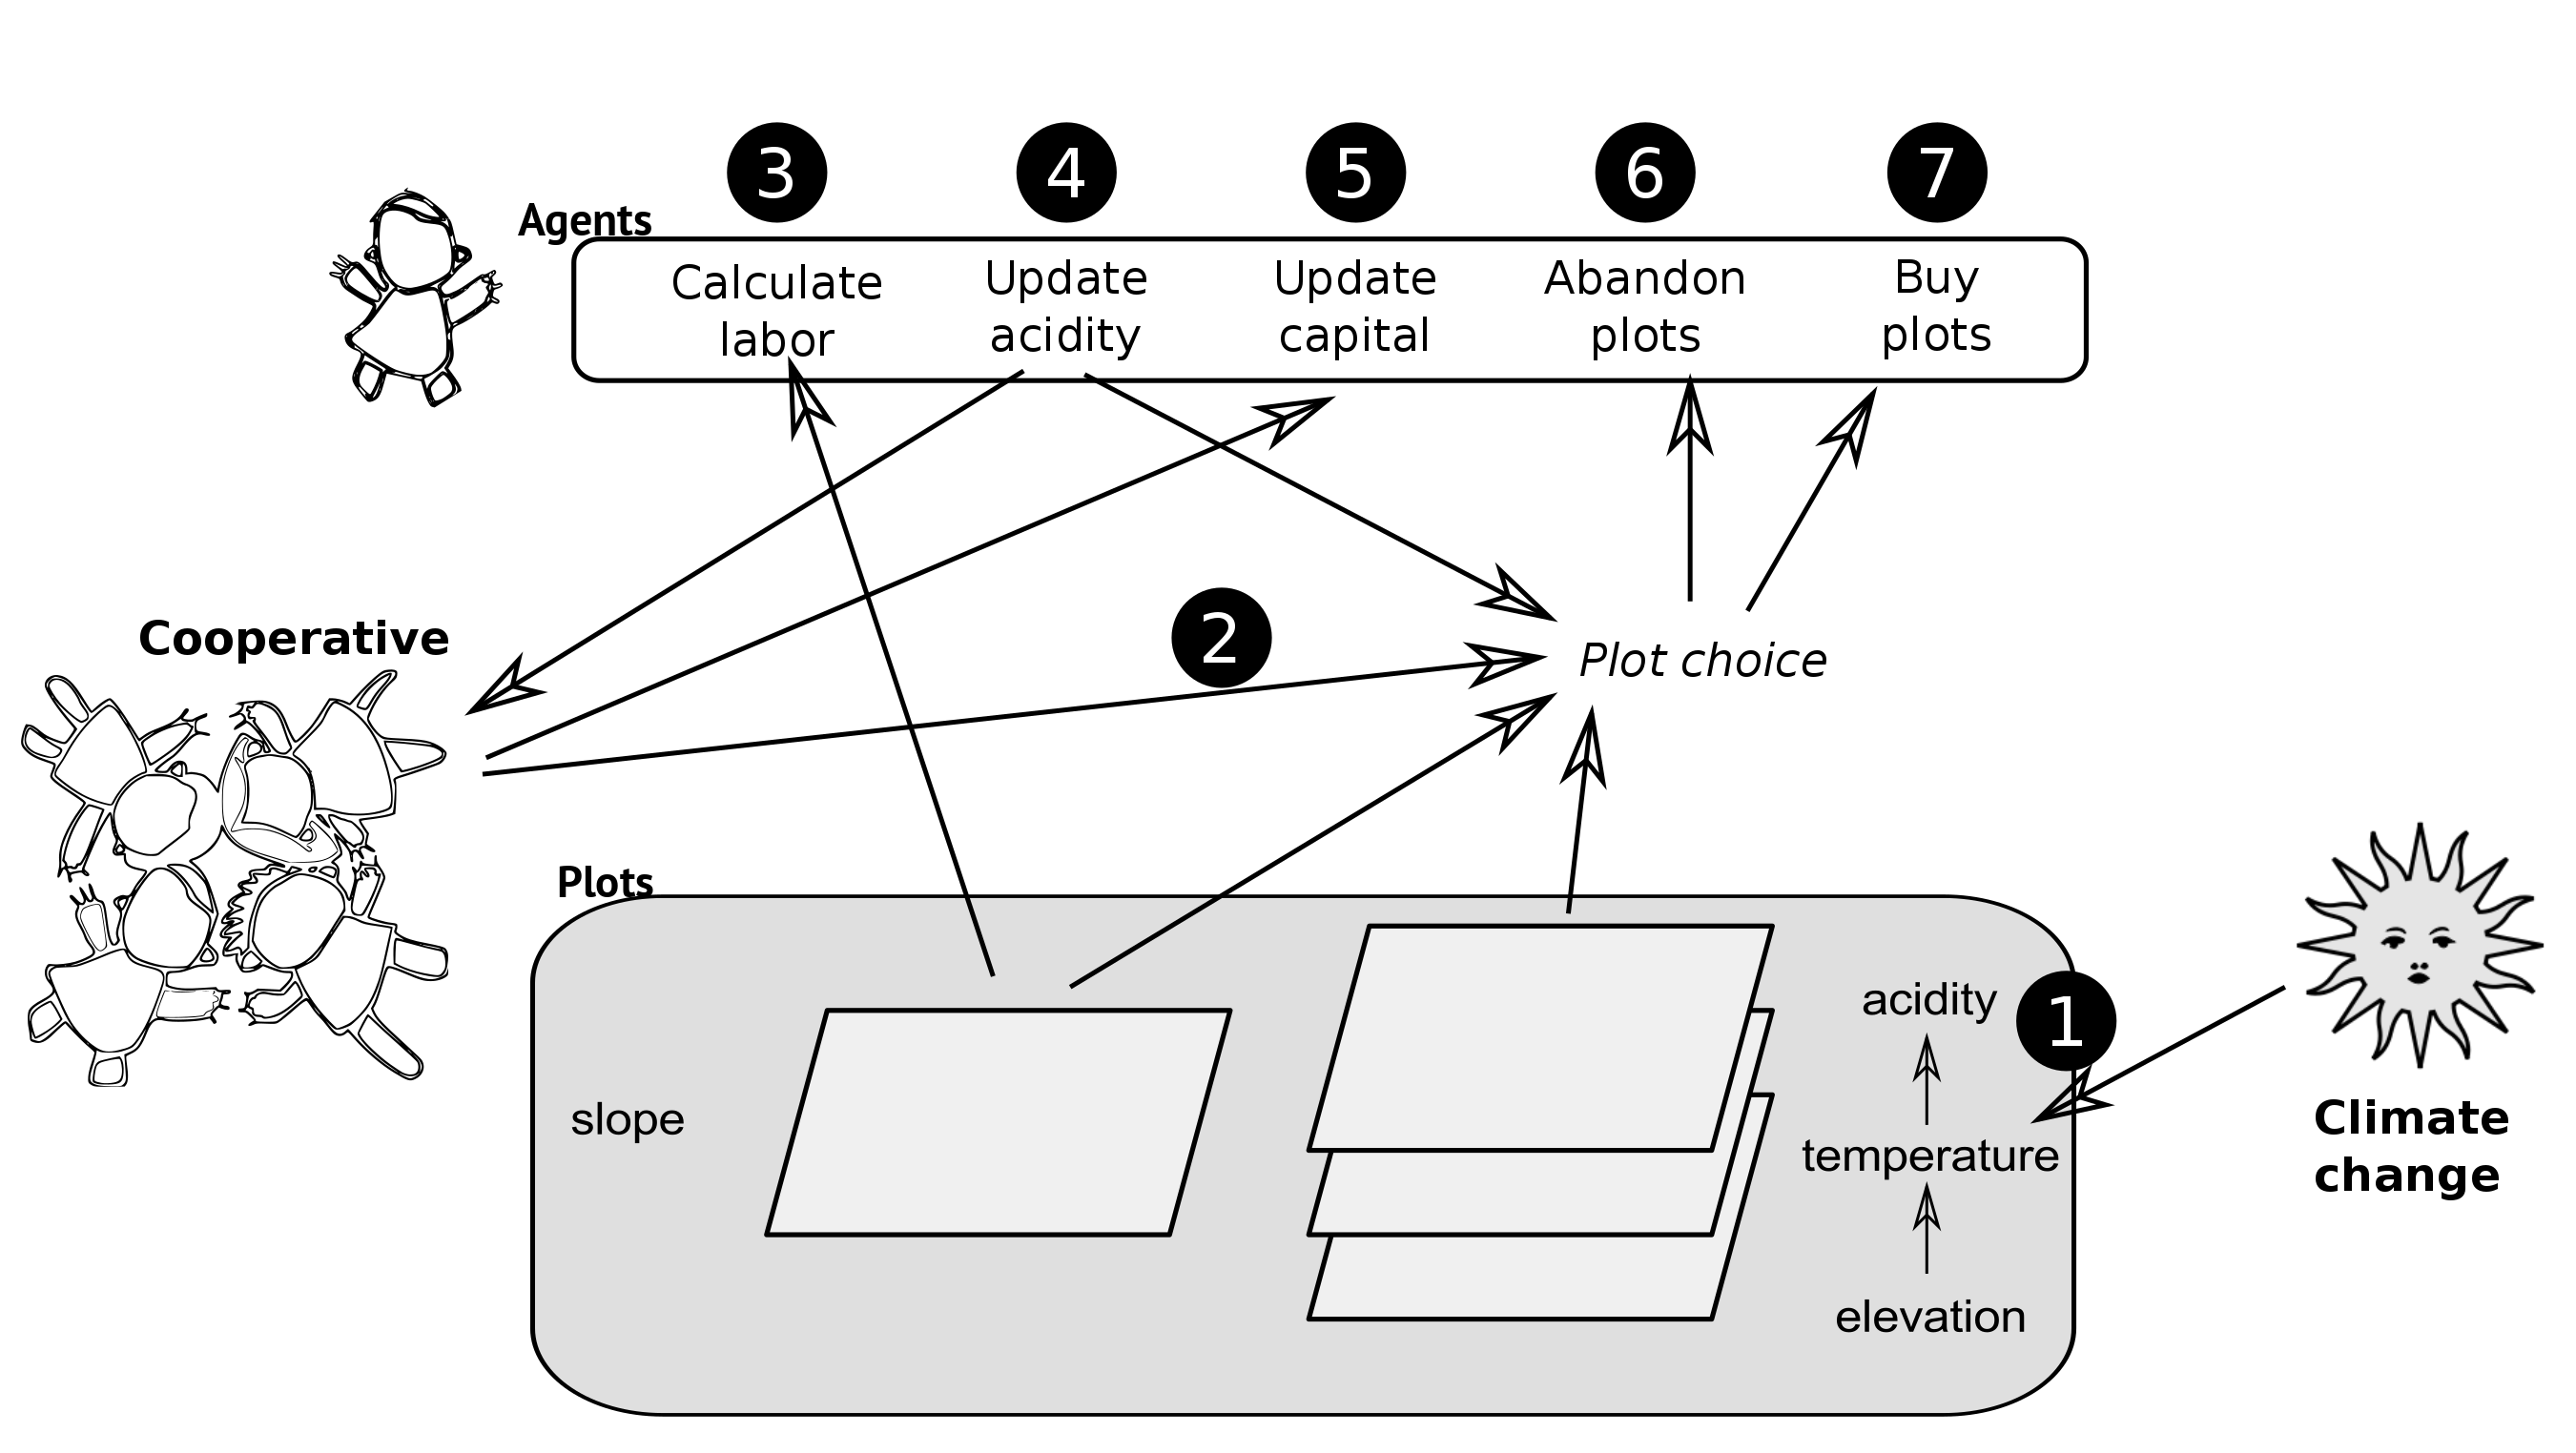 3 4 5 6 7
Agents
Calculate labor
Update acidity
Update capital
Abandon plots
Buy plots
Cooperative
2
Plot choice
Plots
slope
acidity
1
temperature
elevation
Climate
change